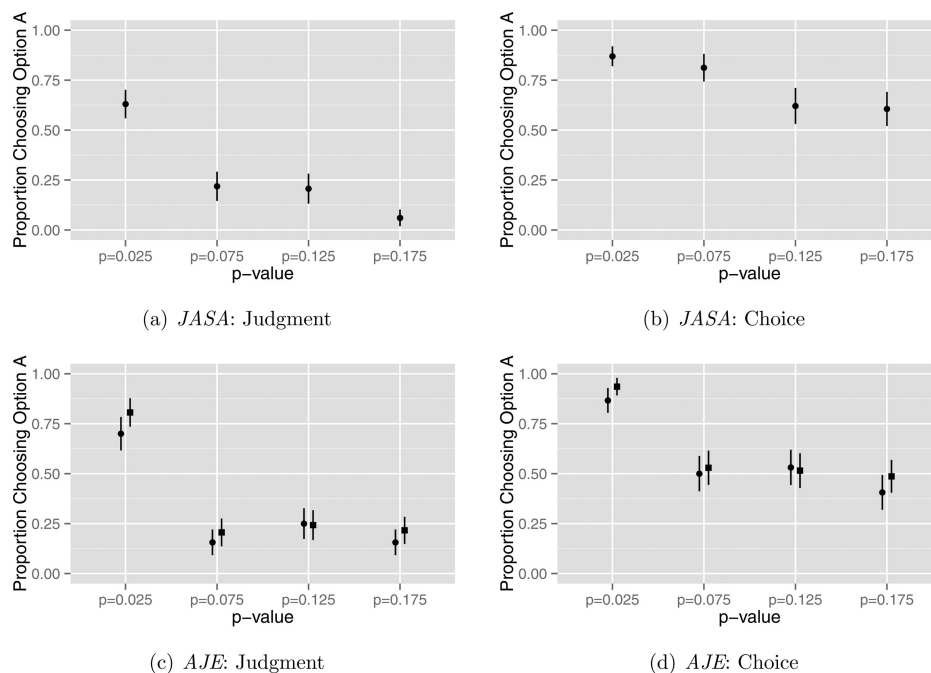 Proportion Choosing Option A
1.00
0.75
0.50
0.25
0.00
p=0.025 p=0.075 p=0.125 p=0.175
p−value
(a) JASA: Judgment
Proportion Choosing Option A
1.00
0.75
0.50
0.25
0.00
p=0.025 p=0.075 p=0.125 p=0.175
p−value
(b) JASA: Choice
Proportion Choosing Option A
1.00
0.75
0.50
0.25
0.00
p=0.025 p=0.075 p=0.125 p=0.175
p−value
(c) AJE: Judgment
Proportion Choosing Option A
1.00
0.75
0.50
0.25
0.00
p=0.025 p=0.075 p=0.125 p=0.175
p−value
(d) AJE: Choice